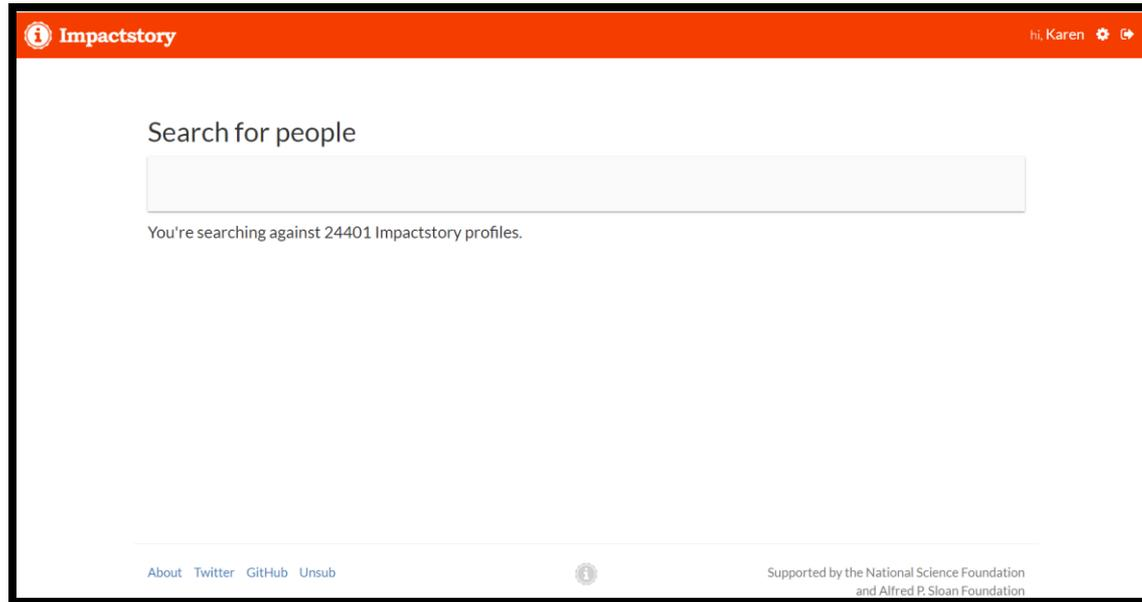 Impactstory
hi, Karen
Search for people
You're searching against 24401 Impactstory profiles.
About Twitter GitHub Unsub
Supported by the National Science Foundation
and Alfred P. Sloan Foundation